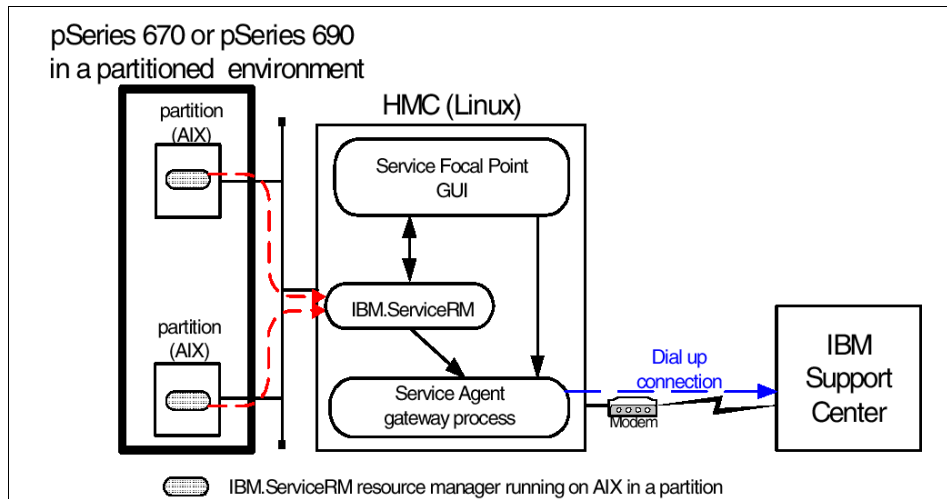 pSeries 670 or pSeries 690
in a partitioned environment
partition
(AIX)
partition
(AIX)
HMC (Linux)
Service Focal Point
GUI
IBM.ServiceRM
Service Agent
gateway process
Dial up
connection
Modem
IBM
Support
Center
IBM.ServiceRM resource manager running on AIX in a partition